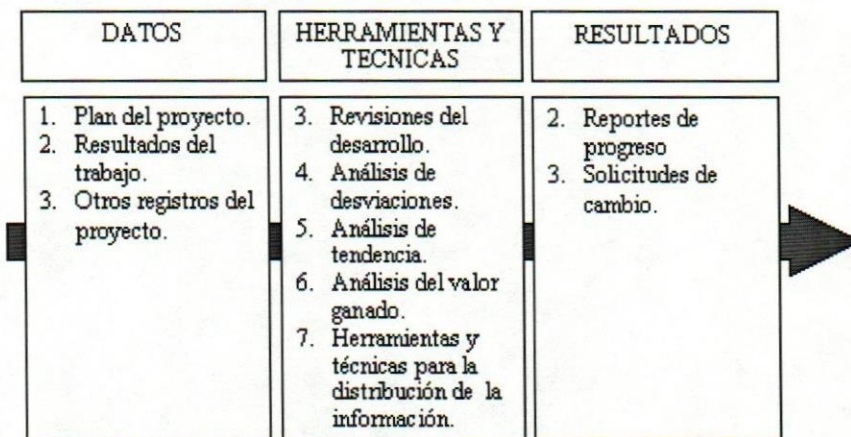 DATOS
HERRAMIENTAS Y
TECNICAS
RESULTADOS
1. Plan del proyecto.
2. Resultados del
trabajo.
3. Otros registros del
proyecto.
3. Revisiones del
desarrollo.
4. Análisis de
desviaciones.
5. Análisis de
tendencia.
6. Análisis del valor
ganado.
7. Herramientas y
técnicas para la
distribución de la
información.
2. Reportes de
progreso
3. Solicitudes de
cambio.